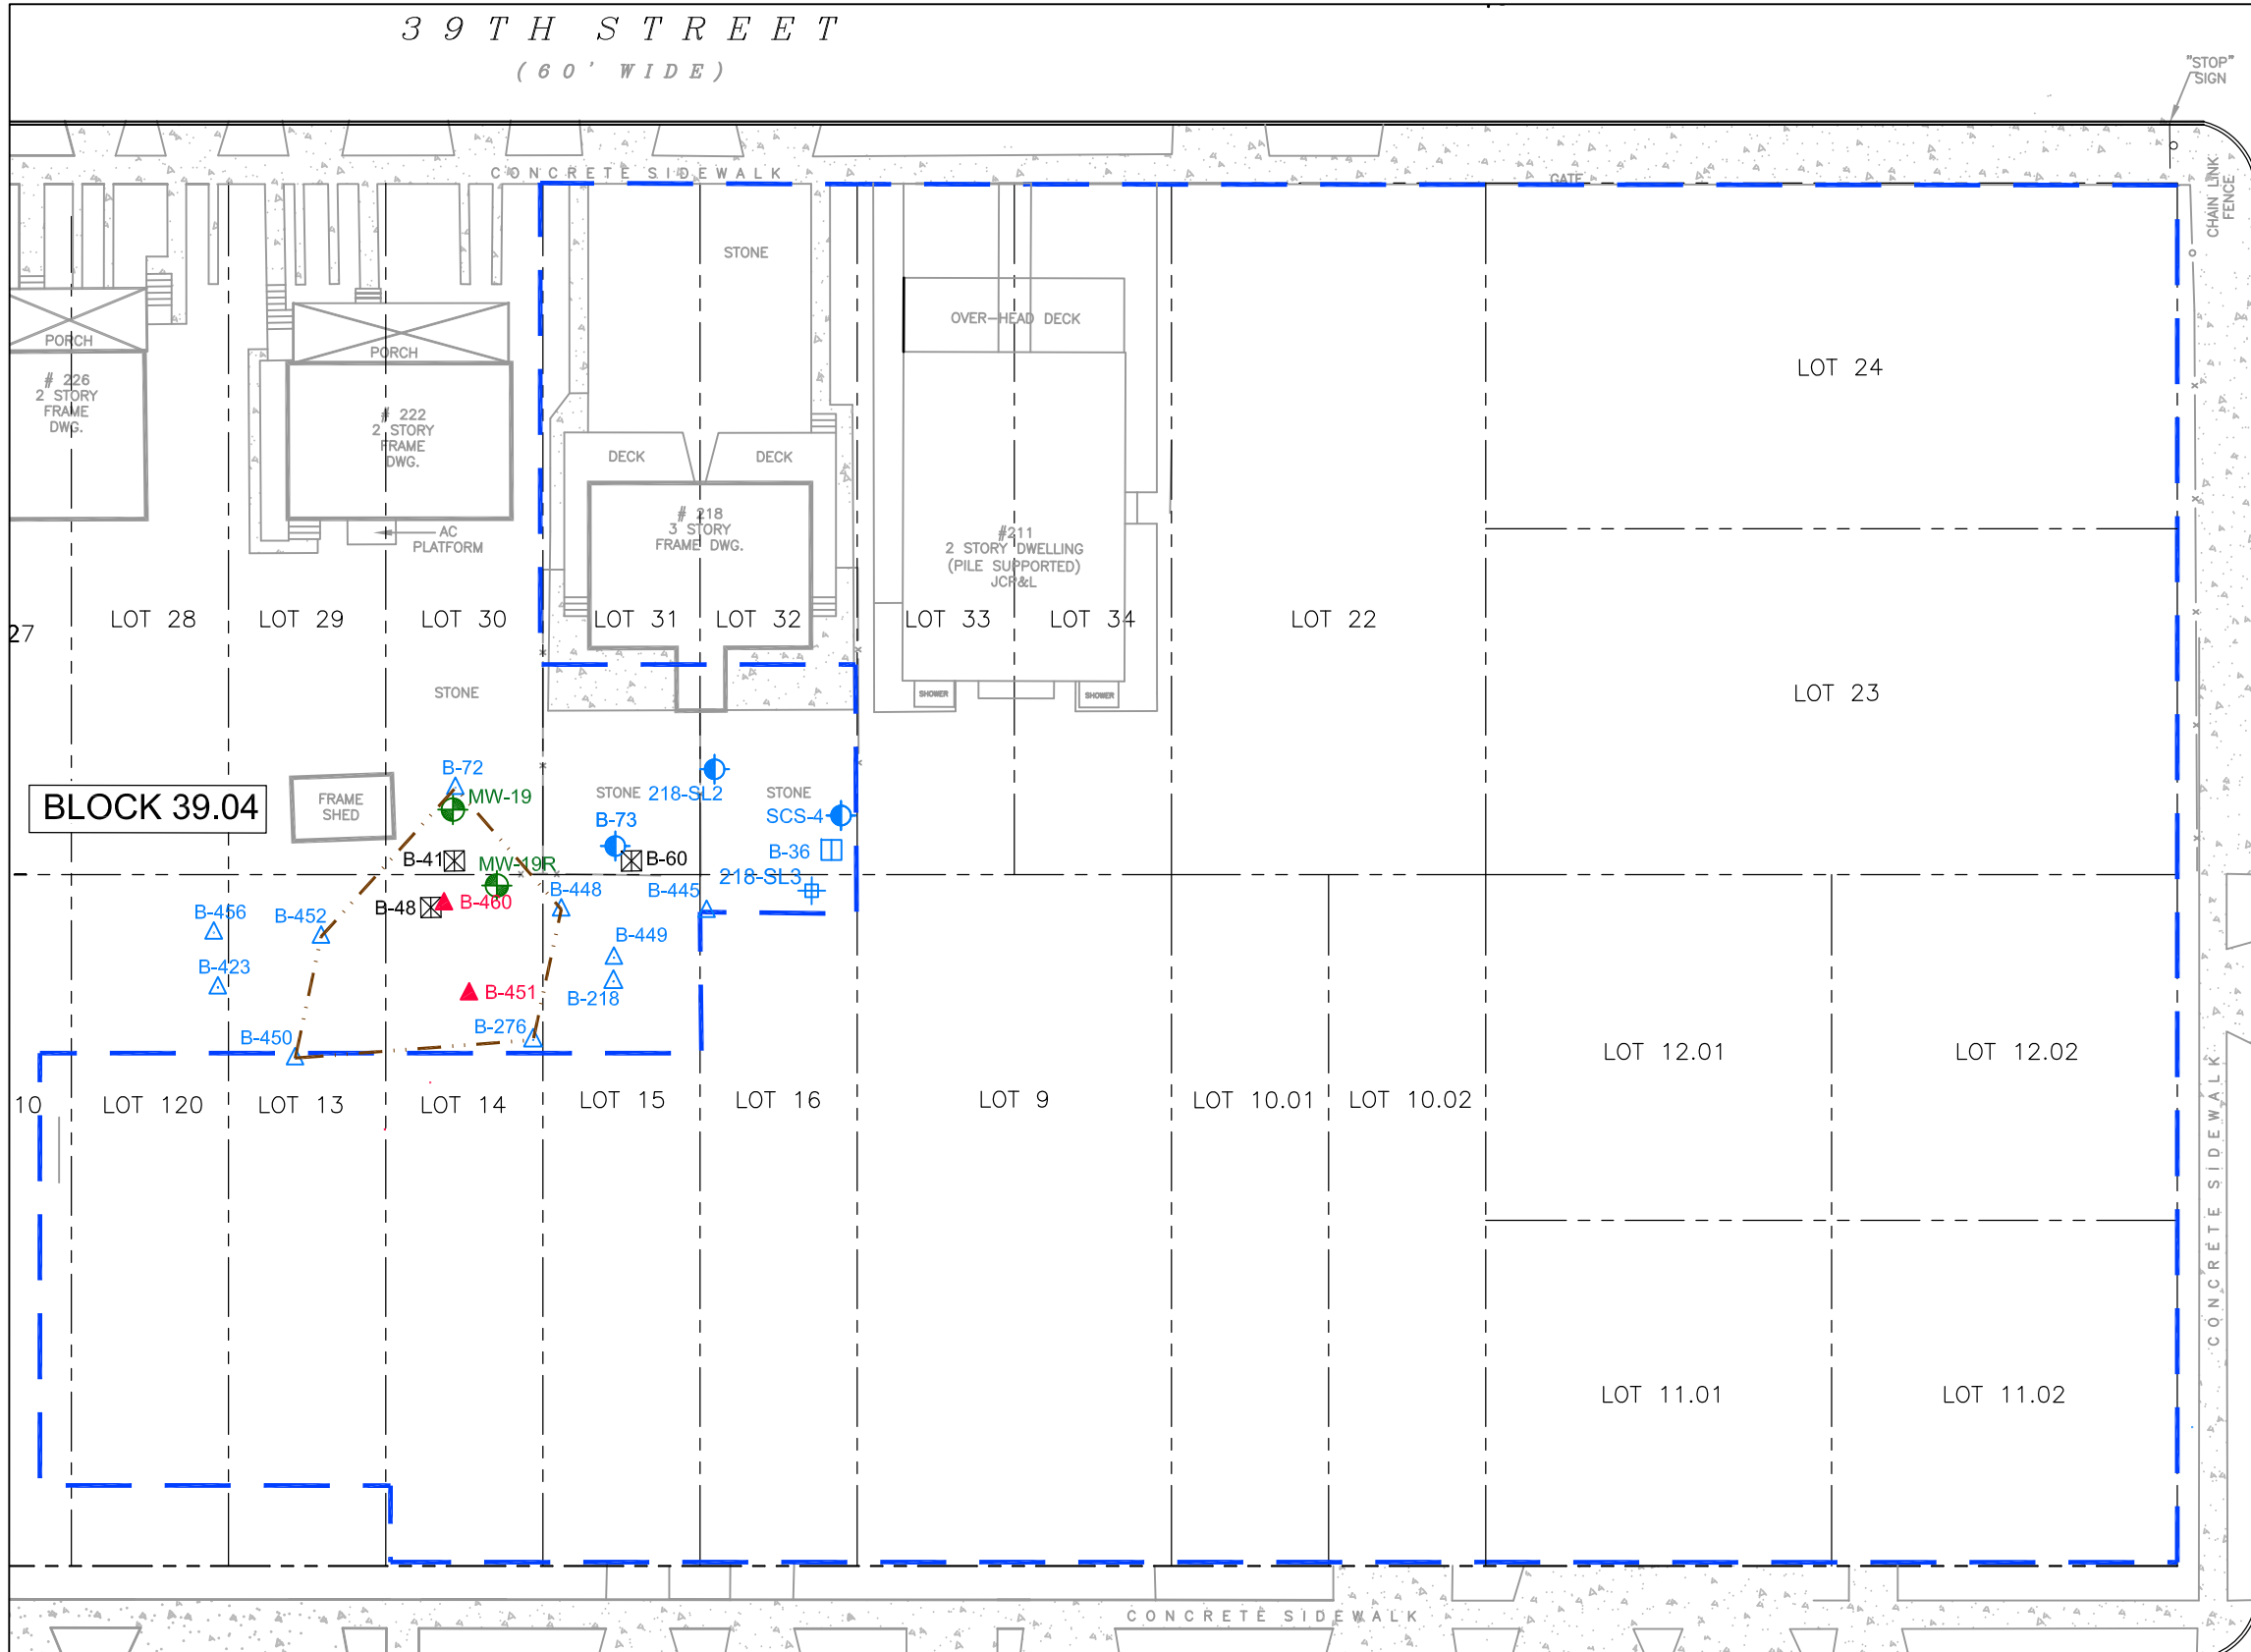 3 9 T H  S T R E E T
( 6 0 ' W I D E )
"STOP"
SIGN
CONCRETE SIDEWALK
GATE
CHAIN LINK
FENCE
STONE
OVER-HEAD DECK
PORCH
PORCH
# 226
2 STORY
FRAME
DWG.
# 222
2 STORY
FRAME
DWG.
LOT 24
DECK
DECK
# 218
3 STORY
FRAME DWG.
AC
PLATFORM
#211
2 STORY DWELLING
(PILE SUPPORTED)
JCP&L
27
LOT 28
LOT 29
LOT 30
LOT 31
LOT 32
LOT 33
LOT 34
LOT 22
STONE
SHOWER
SHOWER
LOT 23
B-72
MW-19
BLOCK 39.04
FRAME
SHED
STONE
218-SL2
STONE
B-73
SCS-4
B-41
MW-19R
B-60
B-36
218-SL3
B-48
B-460
B-448
B-445
B-456
B-452
B-449
B-423
B-451
B-218
B-450
B-276
LOT 12.01
LOT 12.02
10
LOT 120
LOT 13
LOT 14
LOT 15
LOT 16
LOT 9
LOT 10.01
LOT 10.02
CONCRETE SIDEWALK
LOT 11.01
LOT 11.02
CONCRETE SIDEWALK